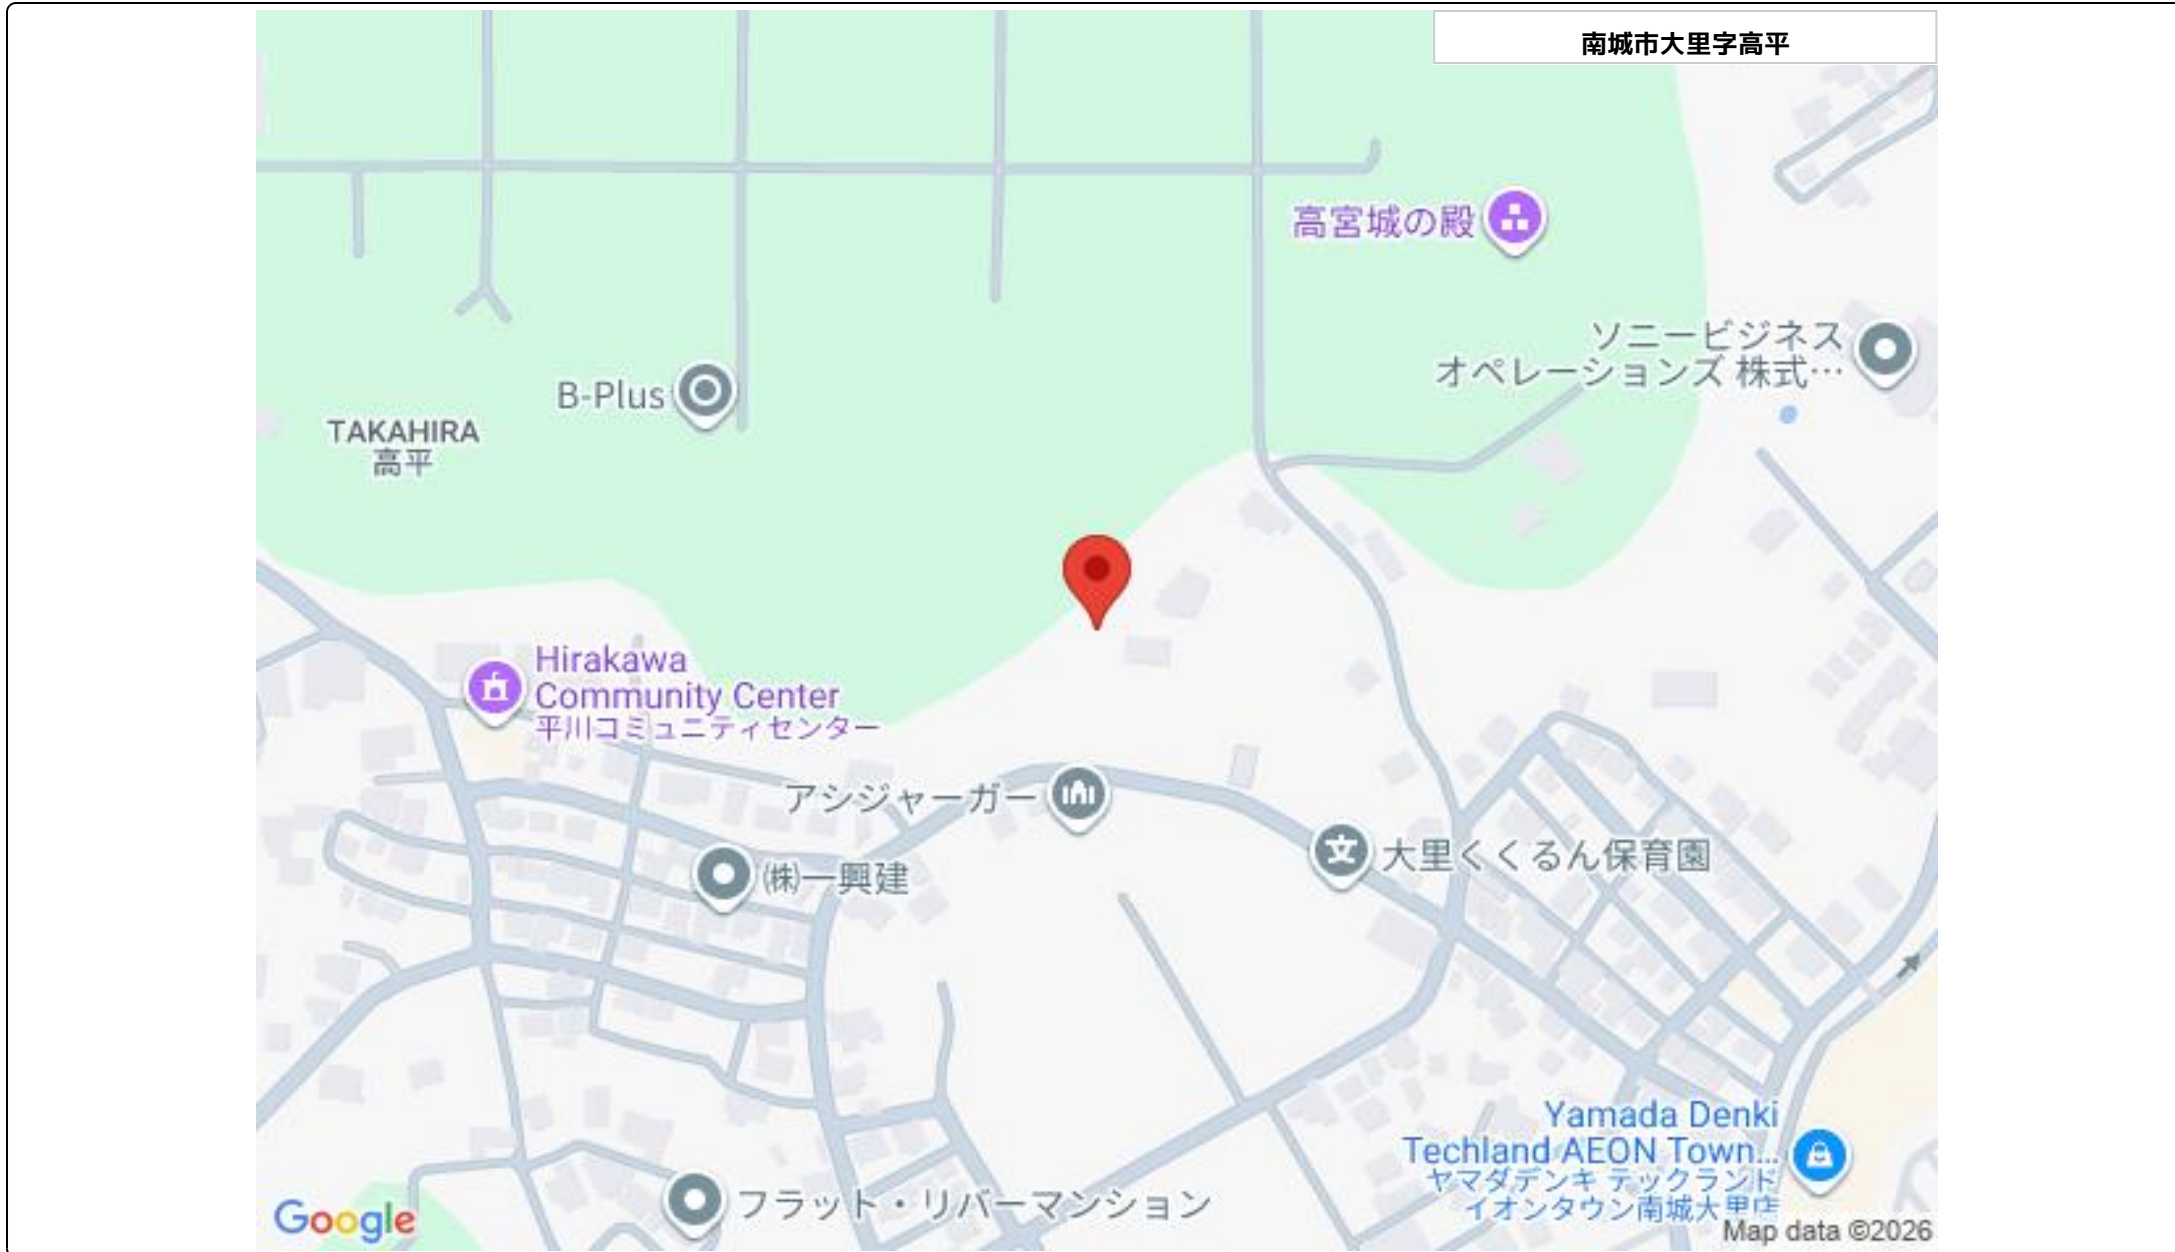 南城市大里字高平
高宮城の殿
ソニービジネス
オペレーションズ 株式…
B-Plus
TAKAHIRA
高平
Hirakawa
Community Center
平川コミュニティセンター
アシジャーガー
大里くくるん保育園
㈱一興建
Yamada Denki
Techland AEON Town...
ヤマダデンキ テックランド
イオンタウン南城大里店
フラット・リバーマンション
Google
Map data ©2026